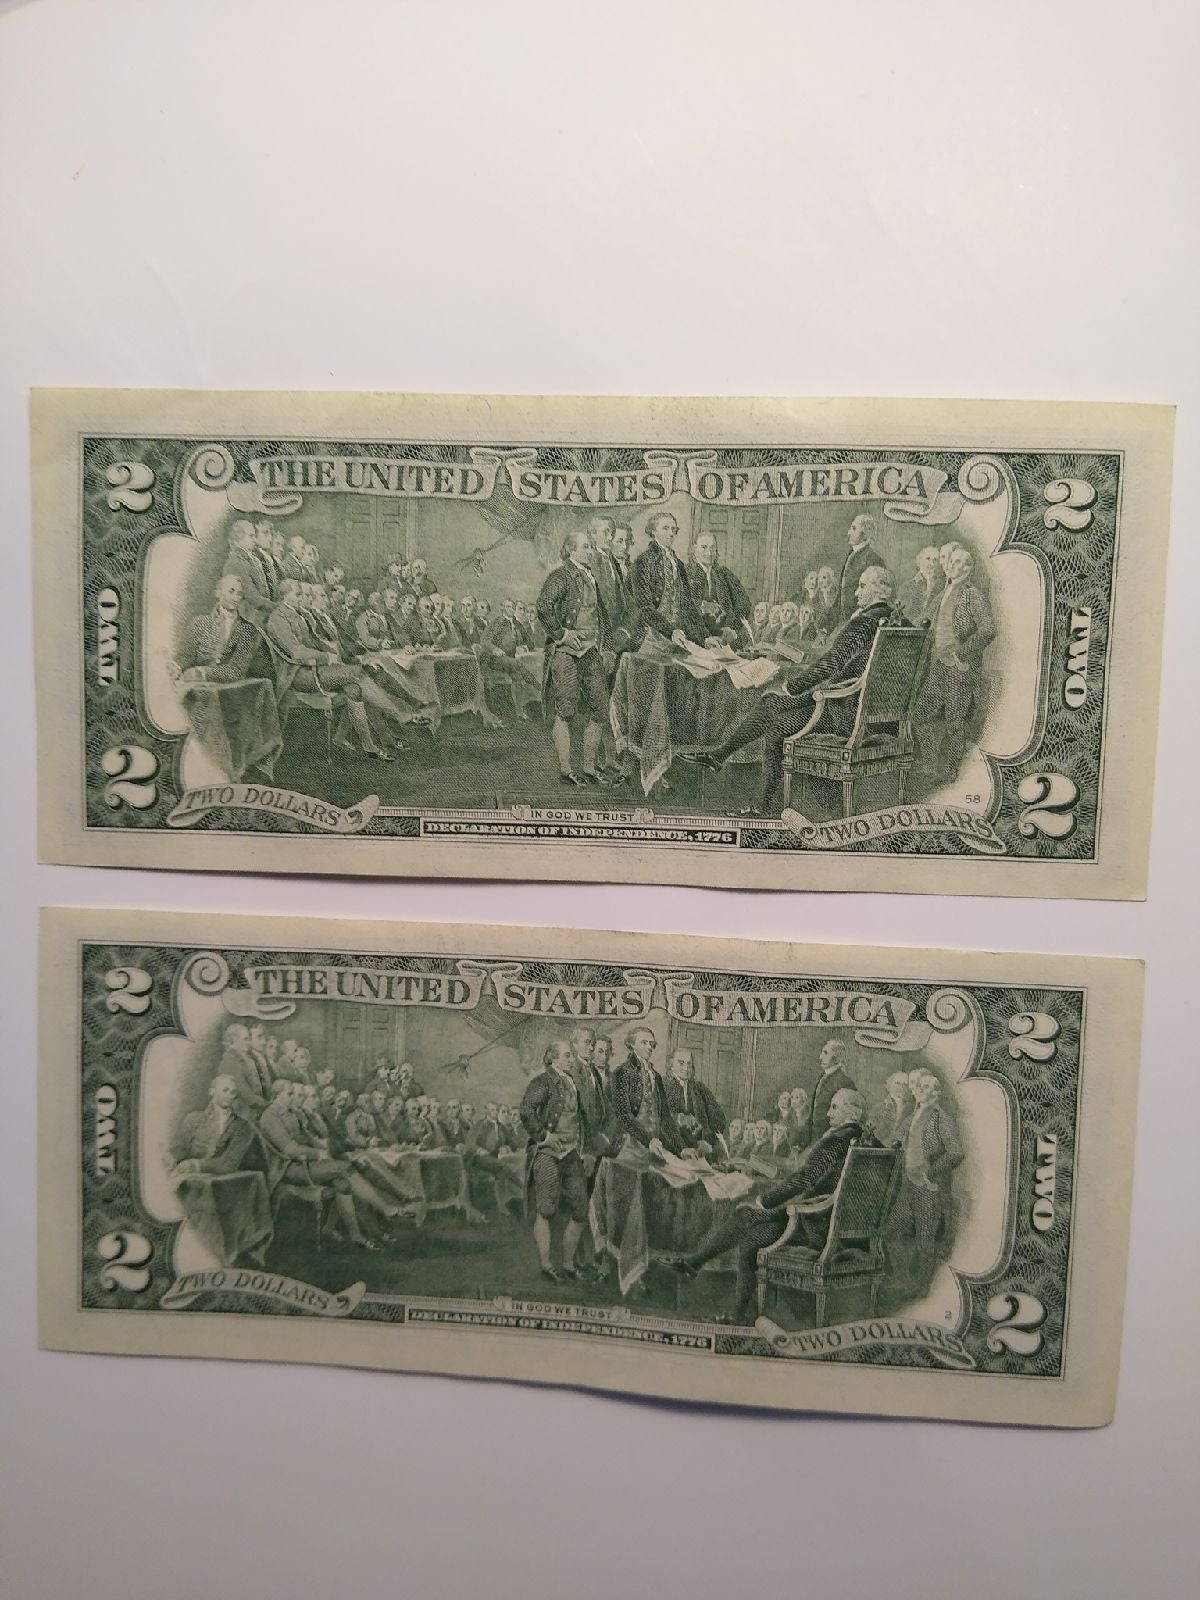 2 THE UNITED STATES OF AMERICA 2
TWO TWO
58
2 TWO DOLLARS TWO DOLLARS 2
IN GOD WE TRUST
DECLARATION OF INDEPENDENCE, 1776
2 THE UNITED STATES OF AMERICA 2
TWO TWO
2
2 TWO DOLLARS TWO DOLLARS 2
IN GOD WE TRUST
DECLARATION OF INDEPENDENCE, 1776